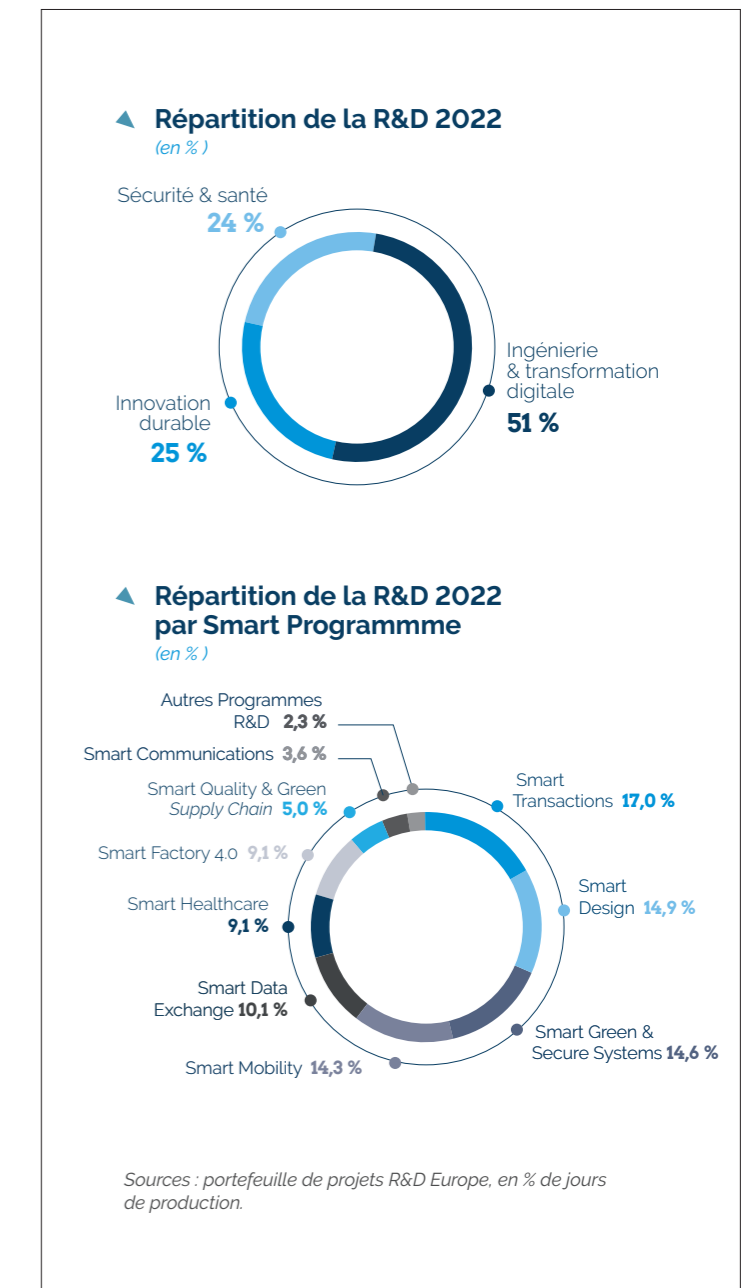 Répartition de la R&D 2022
(en % )
Sécurité & santé
24 %
Ingénierie
& transformation
digitale
51 %
Innovation
durable
25 %
Répartition de la R&D 2022
par Smart Programmme
(en % )
Autres Programmes
R&D 2,3 %
Smart Communications 3,6 %
Smart Quality & Green
Supply Chain 5,0 %
Smart Factory 4.0 9,1 %
Smart Healthcare
9,1 %
Smart Data
Exchange 10,1 %
Smart Mobility 14,3 %
Smart
Transactions 17,0 %
Smart
Design 14,9 %
Smart Green &
Secure Systems 14,6 %
Sources : portefeuille de projets R&D Europe, en % de jours
de production.